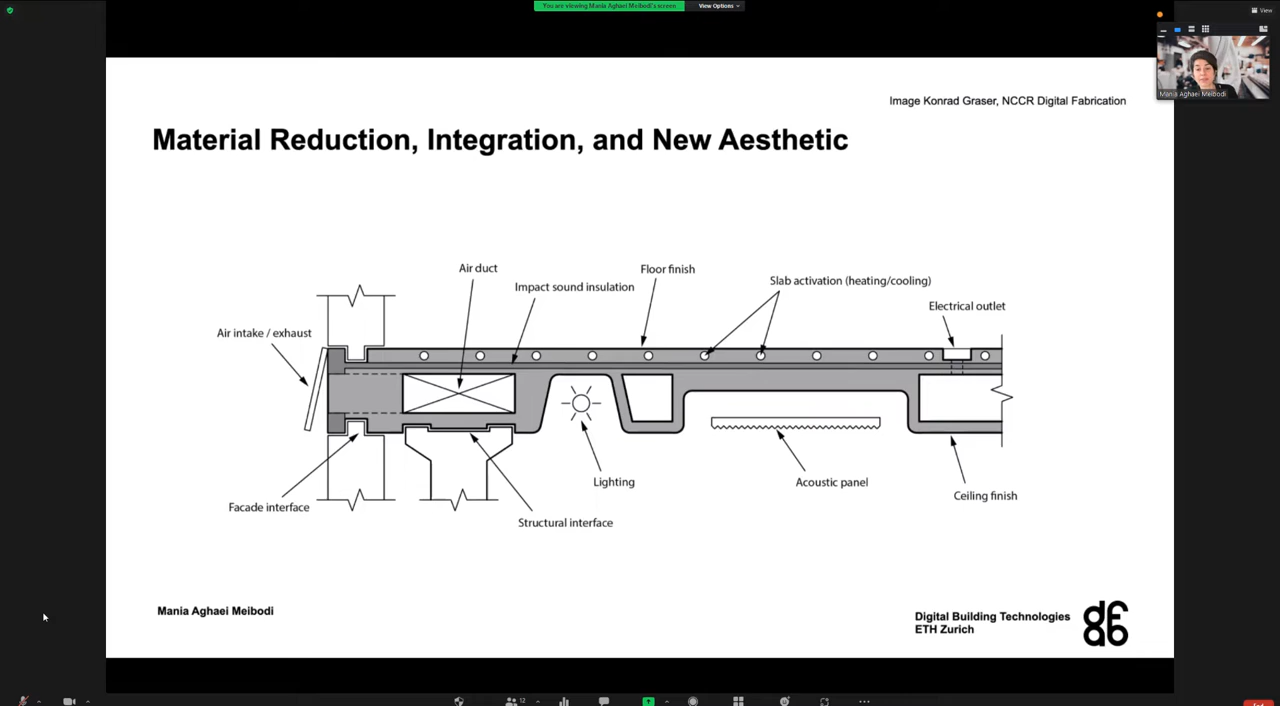 You are viewing Mania Aghaei Meibodi's screen
View Options
View
Mania Aghaei Meibodi
Image Konrad Graser, NCCR Digital Fabrication
Material Reduction, Integration, and New Aesthetic
Air duct
Floor finish
Impact sound insulation
Slab activation (heating/cooling)
Electrical outlet
Air intake / exhaust
Lighting
Acoustic panel
Ceiling finish
Facade interface
Structural interface
Mania Aghaei Meibodi
Digital Building Technologies
ETH Zurich
dfab
12